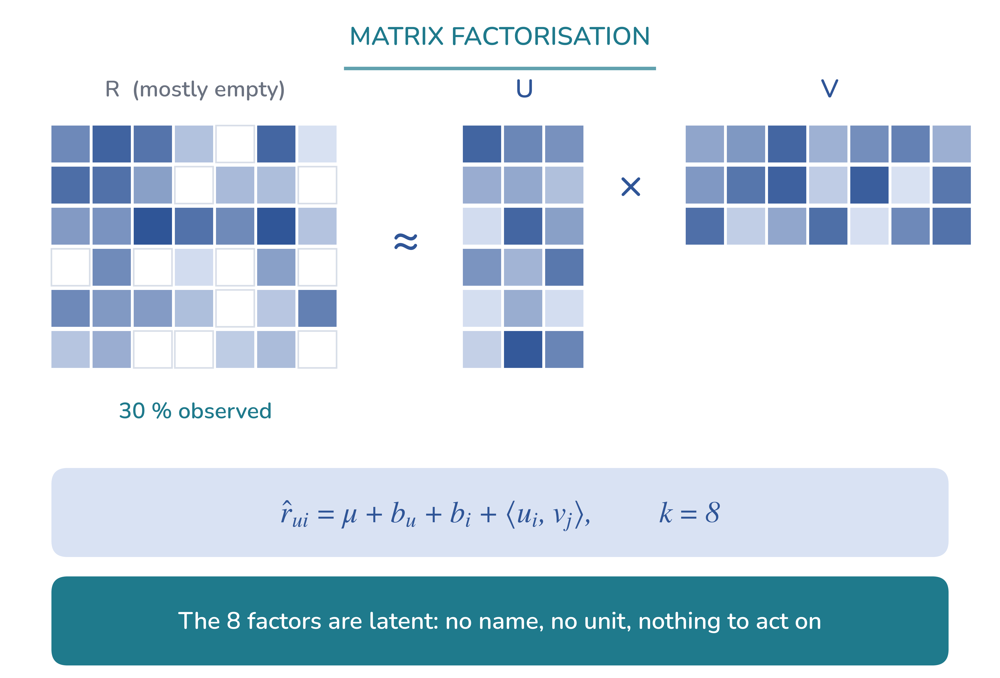 MATRIX FACTORISATION
R (mostly empty)
U
V
≈
×
30 % observed
r̂ᵤᵢ = μ + bᵤ + bᵢ + ⟨uᵢ, vⱼ⟩, k = 8
The 8 factors are latent: no name, no unit, nothing to act on